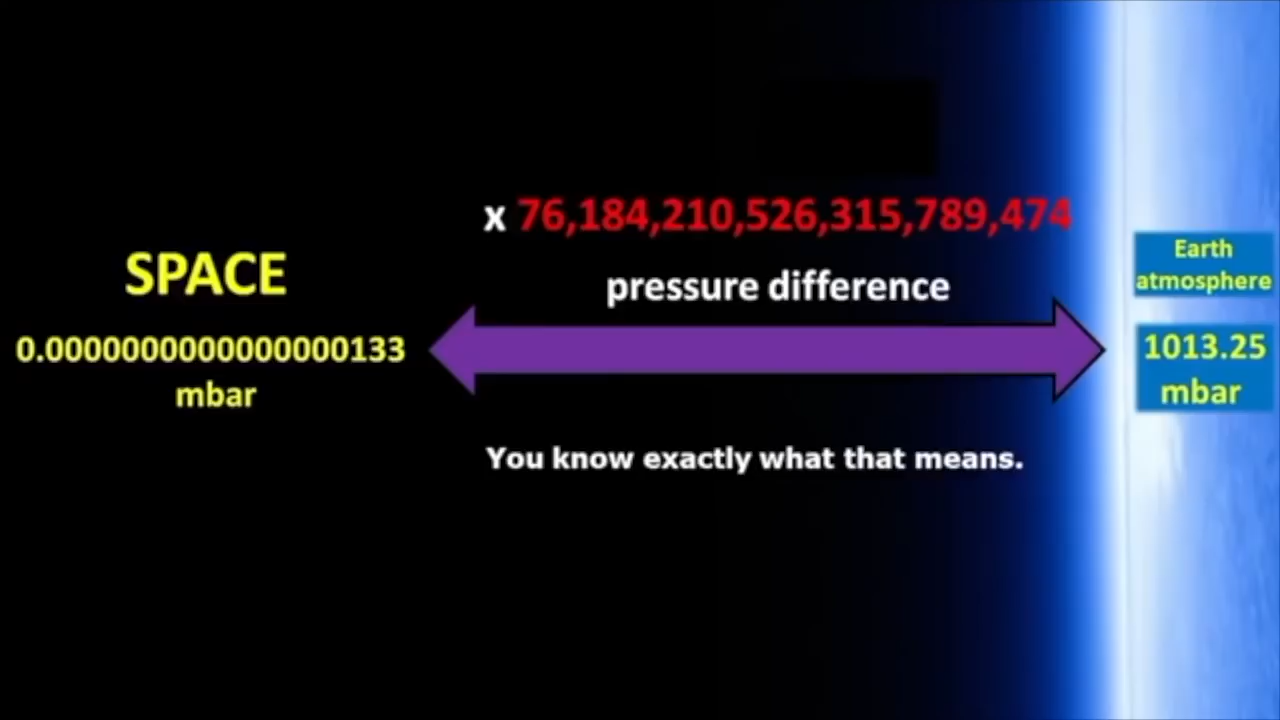 x 76,184,210,526,315,789,474
pressure difference
SPACE
0.0000000000000000133
mbar
Earth
atmosphere
1013.25
mbar
You know exactly what that means.